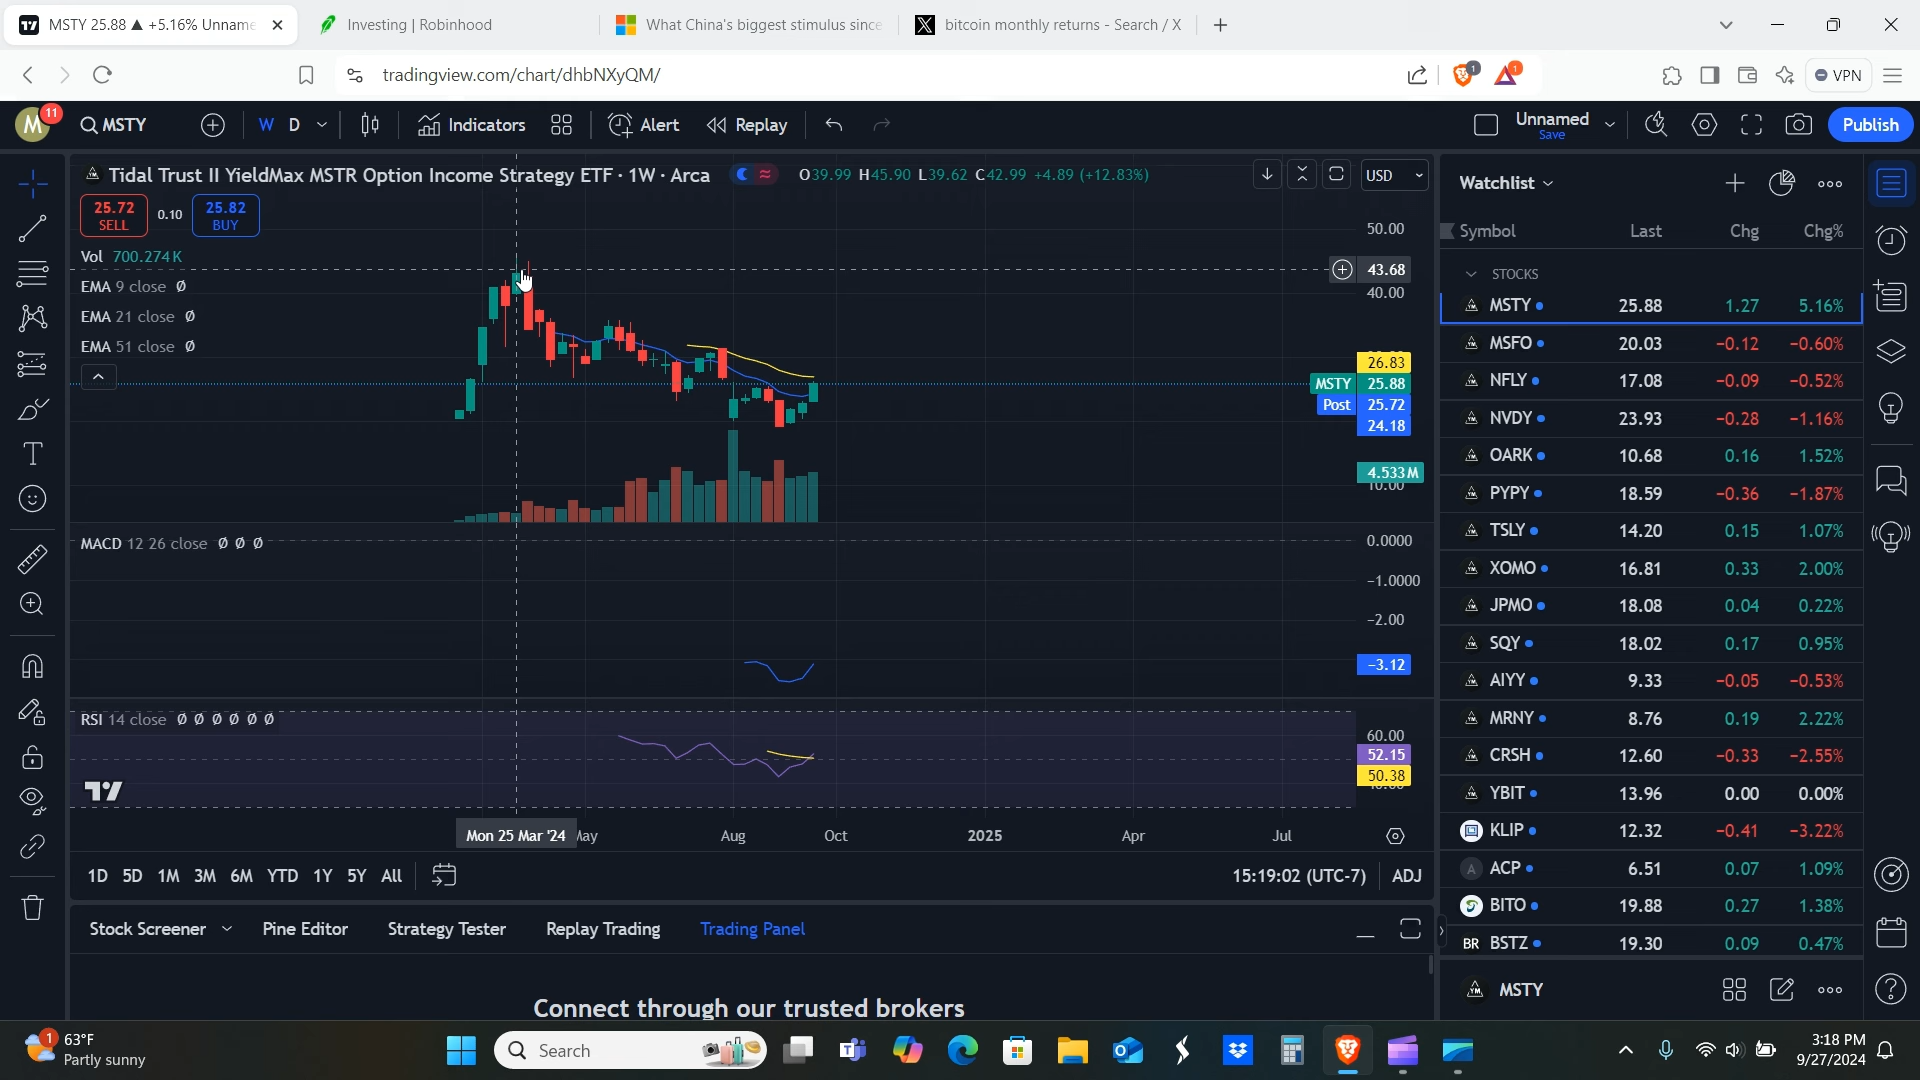 MSTY 25.88 ▲ +5.16% Unname
Investing | Robinhood
What China's biggest stimulus since
bitcoin monthly returns - Search / X
tradingview.com/chart/dhbNXyQM/
1
1
VPN
M
11
MSTY
W
D
Indicators
Alert
Replay
Unnamed
Save
Publish
Tidal Trust II YieldMax MSTR Option Income Strategy ETF · 1W · Arca
O39.99 H45.90 L39.62 C42.99 +4.89 (+12.83%)
USD
25.72
SELL
0.10
25.82
BUY
Vol 700.274K
EMA 9 close Ø
EMA 21 close Ø
EMA 51 close Ø
50.00
43.68
40.00
26.83
MSTY 25.88
Post 25.72
24.18
4.533M
10.00
MACD 12 26 close Ø Ø Ø
0.0000
-1.0000
-2.00
-3.12
RSI 14 close Ø Ø Ø Ø Ø Ø
60.00
52.15
50.38
Mon 25 Mar '24
May
Aug
Oct
2025
Apr
Jul
1D 5D 1M 3M 6M YTD 1Y 5Y All
15:19:02 (UTC-7)
ADJ
Stock Screener
Pine Editor
Strategy Tester
Replay Trading
Trading Panel
Connect through our trusted brokers
Watchlist
Symbol Last Chg Chg%
STOCKS
MSTY 25.88 1.27 5.16%
MSFO 20.03 -0.12 -0.60%
NFLY 17.08 -0.09 -0.52%
NVDY 23.93 -0.28 -1.16%
OARK 10.68 0.16 1.52%
PYPY 18.59 -0.36 -1.87%
TSLY 14.20 0.15 1.07%
XOMO 16.81 0.33 2.00%
JPMO 18.08 0.04 0.22%
SQY 18.02 0.17 0.95%
AIYY 9.33 -0.05 -0.53%
MRNY 8.76 0.19 2.22%
CRSH 12.60 -0.33 -2.55%
YBIT 13.96 0.00 0.00%
KLIP 12.32 -0.41 -3.22%
A ACP 6.51 0.07 1.09%
BITO 19.88 0.27 1.38%
BR BSTZ 19.30 0.09 0.47%
MSTY
1
63°F
Partly sunny
Search
3:18 PM
9/27/2024